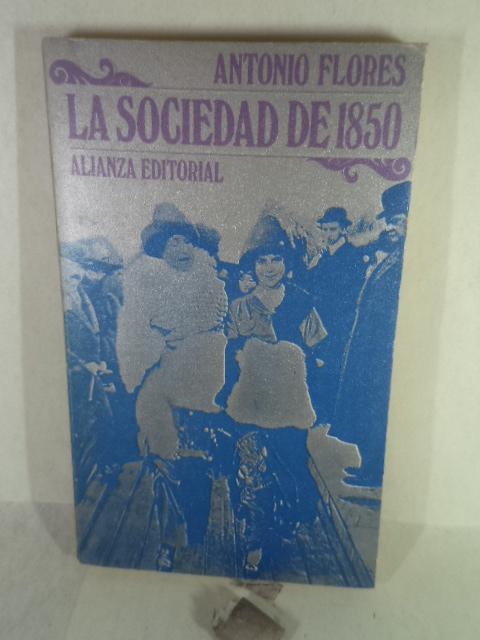 ANTONIO FLORES
LA SOCIEDAD DE 1850
ALIANZA EDITORIAL